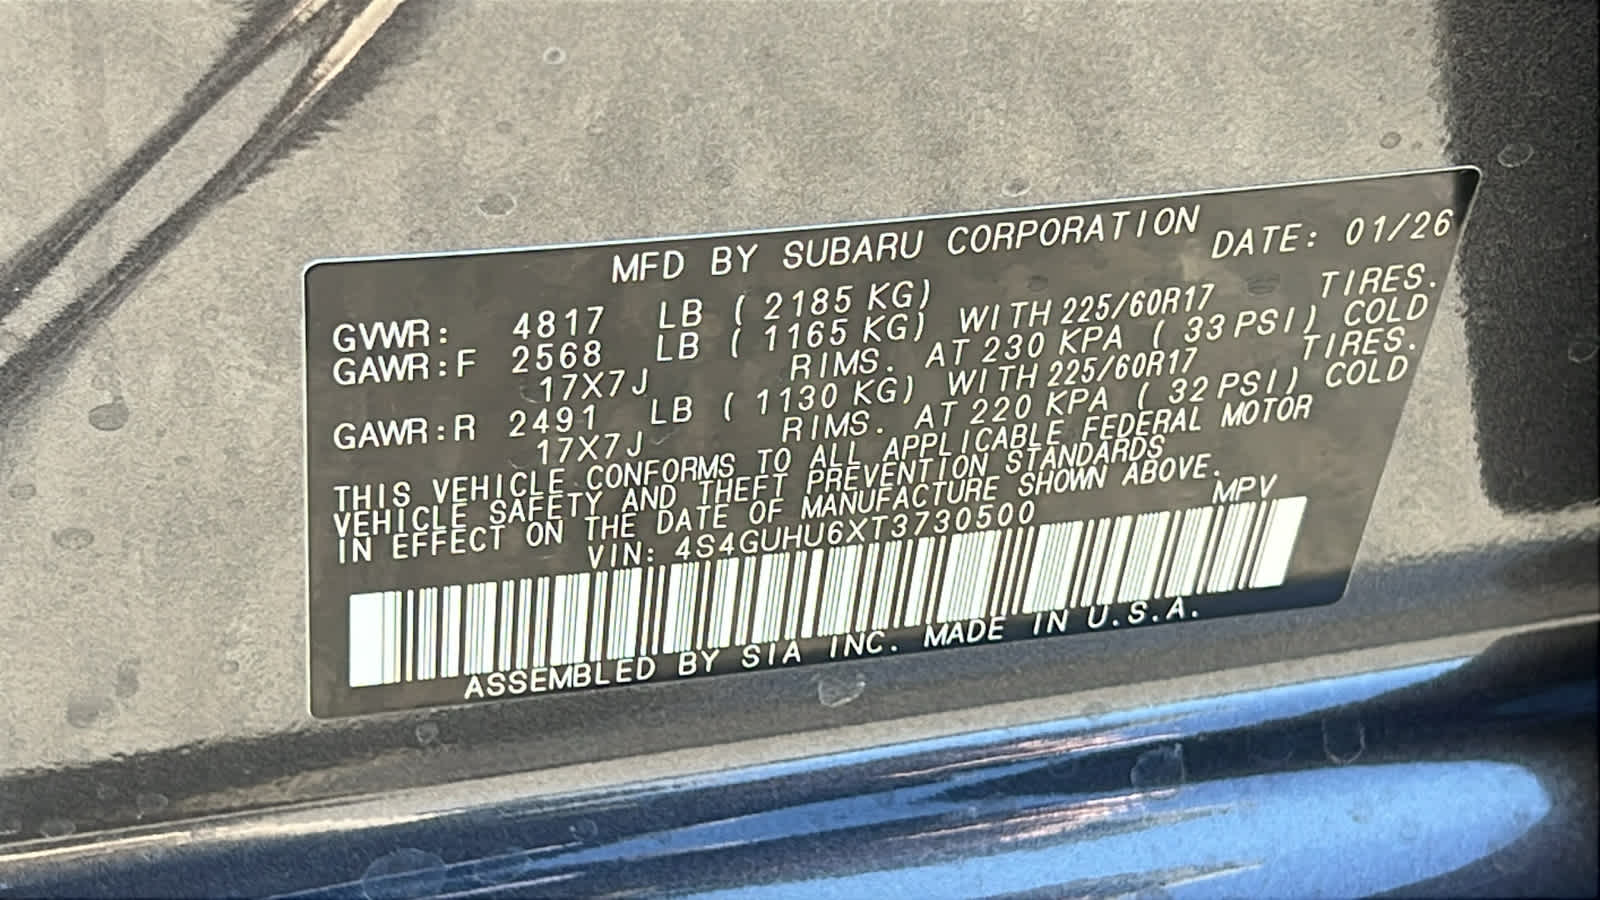 MFD BY SUBARU CORPORATION DATE: 01/26
GVWR: 4817 LB ( 2185 KG)
GAWR:F 2568 LB ( 1165 KG) WITH 225/60R17 TIRES.
17X7J RIMS. AT 230 KPA ( 33 PSI) COLD
GAWR:R 2491 LB ( 1130 KG) WITH 225/60R17 TIRES.
17X7J RIMS. AT 220 KPA ( 32 PSI) COLD
THIS VEHICLE CONFORMS TO ALL APPLICABLE FEDERAL MOTOR
VEHICLE SAFETY AND THEFT PREVENTION STANDARDS
IN EFFECT ON THE DATE OF MANUFACTURE SHOWN ABOVE.
VIN: 4S4GUHU6XT3730500 MPV
ASSEMBLED BY SIA INC. MADE IN U.S.A.